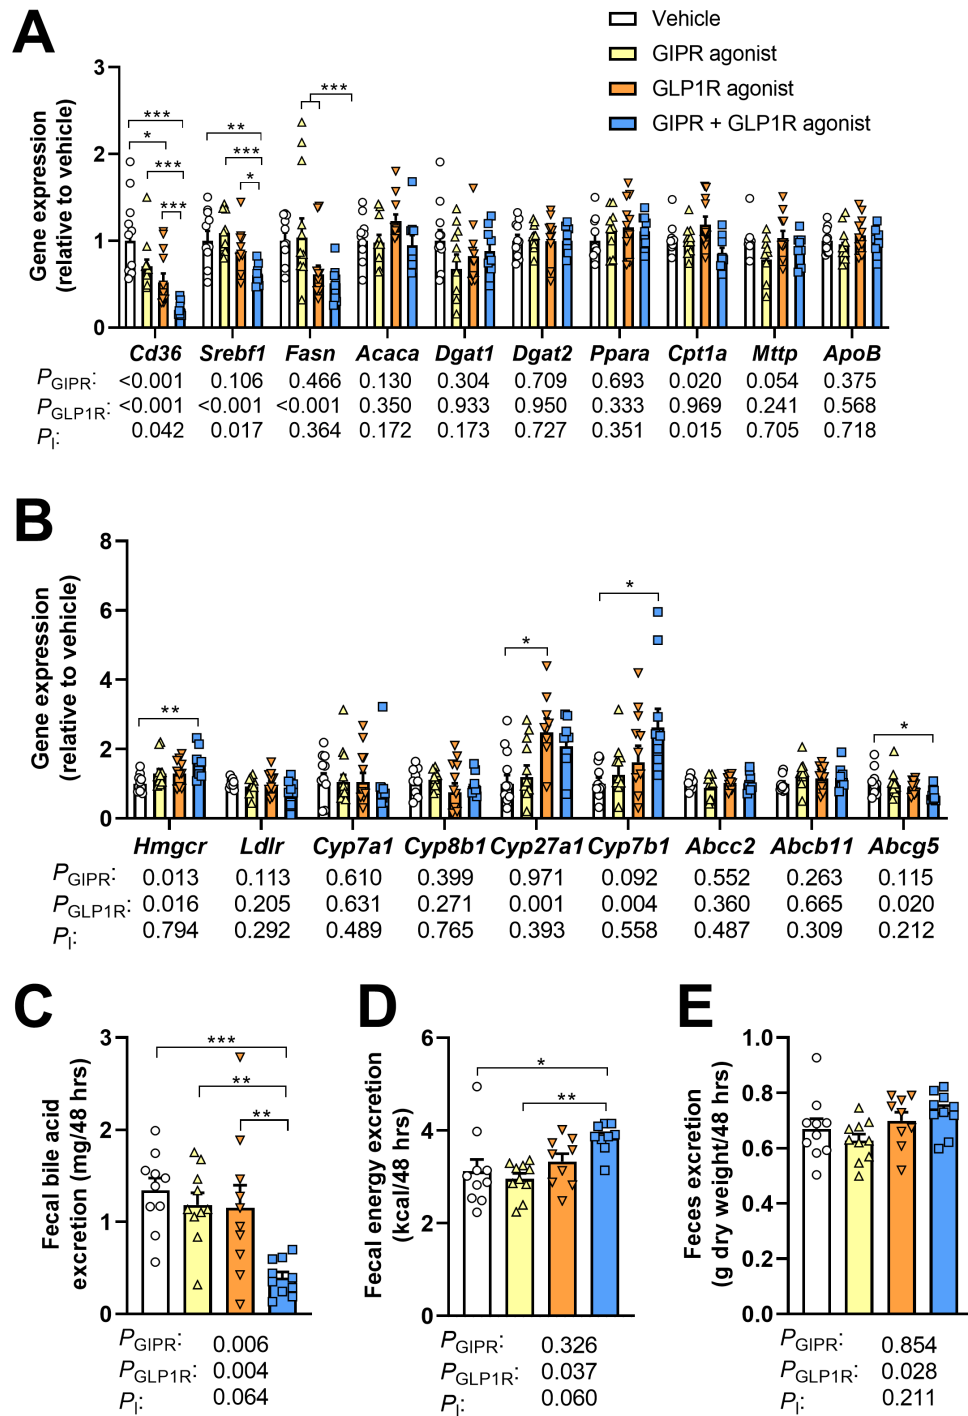 A
Vehicle
GIPR agonist
GLP1R agonist
GIPR + GLP1R agonist
Gene expression
(relative to vehicle)
3
2
1
0
*** * *** *** ** *** * ***
Cd36 Srebf1 Fasn Acaca Dgat1 Dgat2 Ppara Cpt1a Mttp ApoB
PGIPR: <0.001 0.106 0.466 0.130 0.304 0.709 0.693 0.020 0.054 0.375
PGLP1R: <0.001 <0.001 <0.001 0.350 0.933 0.950 0.333 0.969 0.241 0.568
PI: 0.042 0.017 0.364 0.172 0.173 0.727 0.351 0.015 0.705 0.718
B
Gene expression
(relative to vehicle)
8
6
4
2
0
** * * *
Hmgcr Ldlr Cyp7a1 Cyp8b1 Cyp27a1 Cyp7b1 Abcc2 Abcb11 Abcg5
PGIPR: 0.013 0.113 0.610 0.399 0.971 0.092 0.552 0.263 0.115
PGLP1R: 0.016 0.205 0.631 0.271 0.001 0.004 0.360 0.665 0.020
PI: 0.794 0.292 0.489 0.765 0.393 0.558 0.487 0.309 0.212
C
Fecal bile acid
excretion (mg/48 hrs)
3
2
1
0
***
**
**
PGIPR: 0.006
PGLP1R: 0.004
PI: 0.064
D
Fecal energy excretion
(kcal/48 hrs)
6
4
2
0
*
**
PGIPR: 0.326
PGLP1R: 0.037
PI: 0.060
E
Feces excretion
(g dry weight/48 hrs)
1.0
0.8
0.6
0.4
0.2
0.0
PGIPR: 0.854
PGLP1R: 0.028
PI: 0.211